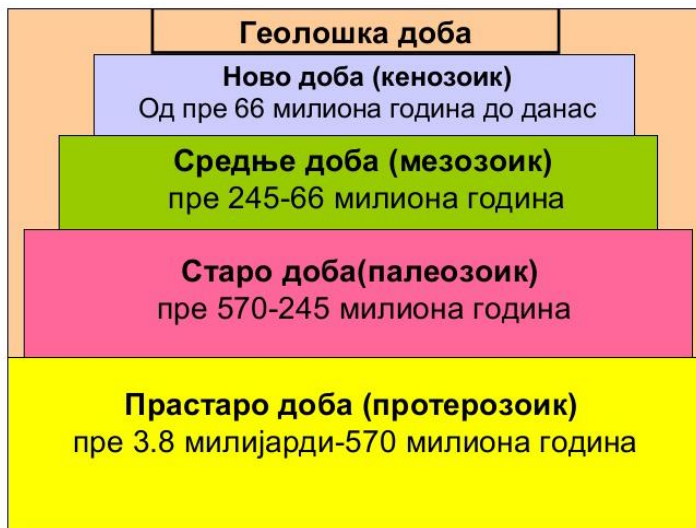 Геолошка доба
Ново доба (кенозоик)
Од пре 66 милиона година до данас
Средње доба (мезозоик)
пре 245-66 милиона година
Старо доба(палеозоик)
пре 570-245 милиона година
Прастаро доба (протерозоик)
пре 3.8 милијарди-570 милиона година